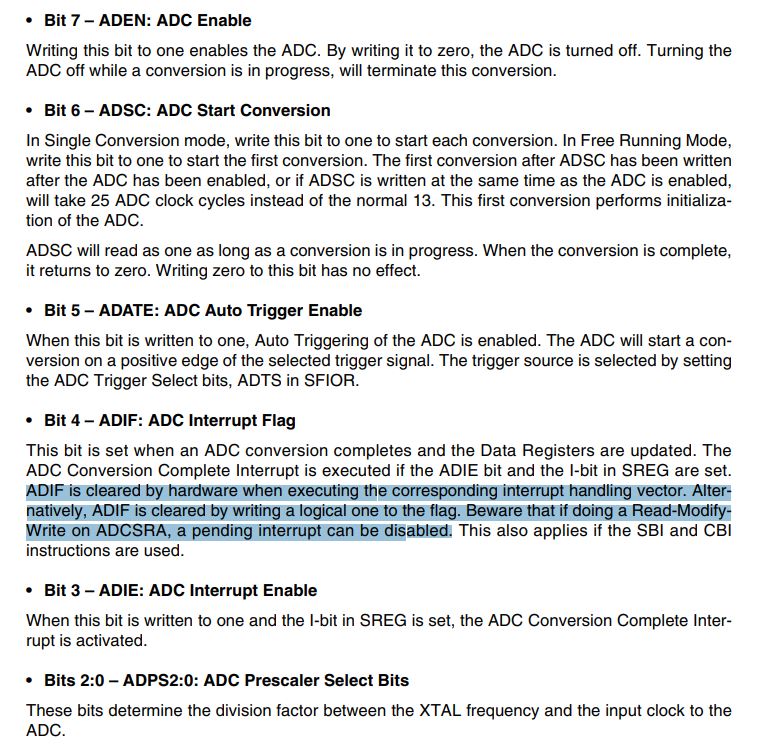 • Bit 7 – ADEN: ADC Enable
Writing this bit to one enables the ADC. By writing it to zero, the ADC is turned off. Turning the
ADC off while a conversion is in progress, will terminate this conversion.
• Bit 6 – ADSC: ADC Start Conversion
In Single Conversion mode, write this bit to one to start each conversion. In Free Running Mode,
write this bit to one to start the first conversion. The first conversion after ADSC has been written
after the ADC has been enabled, or if ADSC is written at the same time as the ADC is enabled,
will take 25 ADC clock cycles instead of the normal 13. This first conversion performs initializa-
tion of the ADC.
ADSC will read as one as long as a conversion is in progress. When the conversion is complete,
it returns to zero. Writing zero to this bit has no effect.
• Bit 5 – ADATE: ADC Auto Trigger Enable
When this bit is written to one, Auto Triggering of the ADC is enabled. The ADC will start a con-
version on a positive edge of the selected trigger signal. The trigger source is selected by setting
the ADC Trigger Select bits, ADTS in SFIOR.
• Bit 4 – ADIF: ADC Interrupt Flag
This bit is set when an ADC conversion completes and the Data Registers are updated. The
ADC Conversion Complete Interrupt is executed if the ADIE bit and the I-bit in SREG are set.
ADIF is cleared by hardware when executing the corresponding interrupt handling vector. Alter-
natively, ADIF is cleared by writing a logical one to the flag. Beware that if doing a Read-Modify-
Write on ADCSRA, a pending interrupt can be disabled. This also applies if the SBI and CBI
instructions are used.
• Bit 3 – ADIE: ADC Interrupt Enable
When this bit is written to one and the I-bit in SREG is set, the ADC Conversion Complete Inter-
rupt is activated.
• Bits 2:0 – ADPS2:0: ADC Prescaler Select Bits
These bits determine the division factor between the XTAL frequency and the input clock to the
ADC.